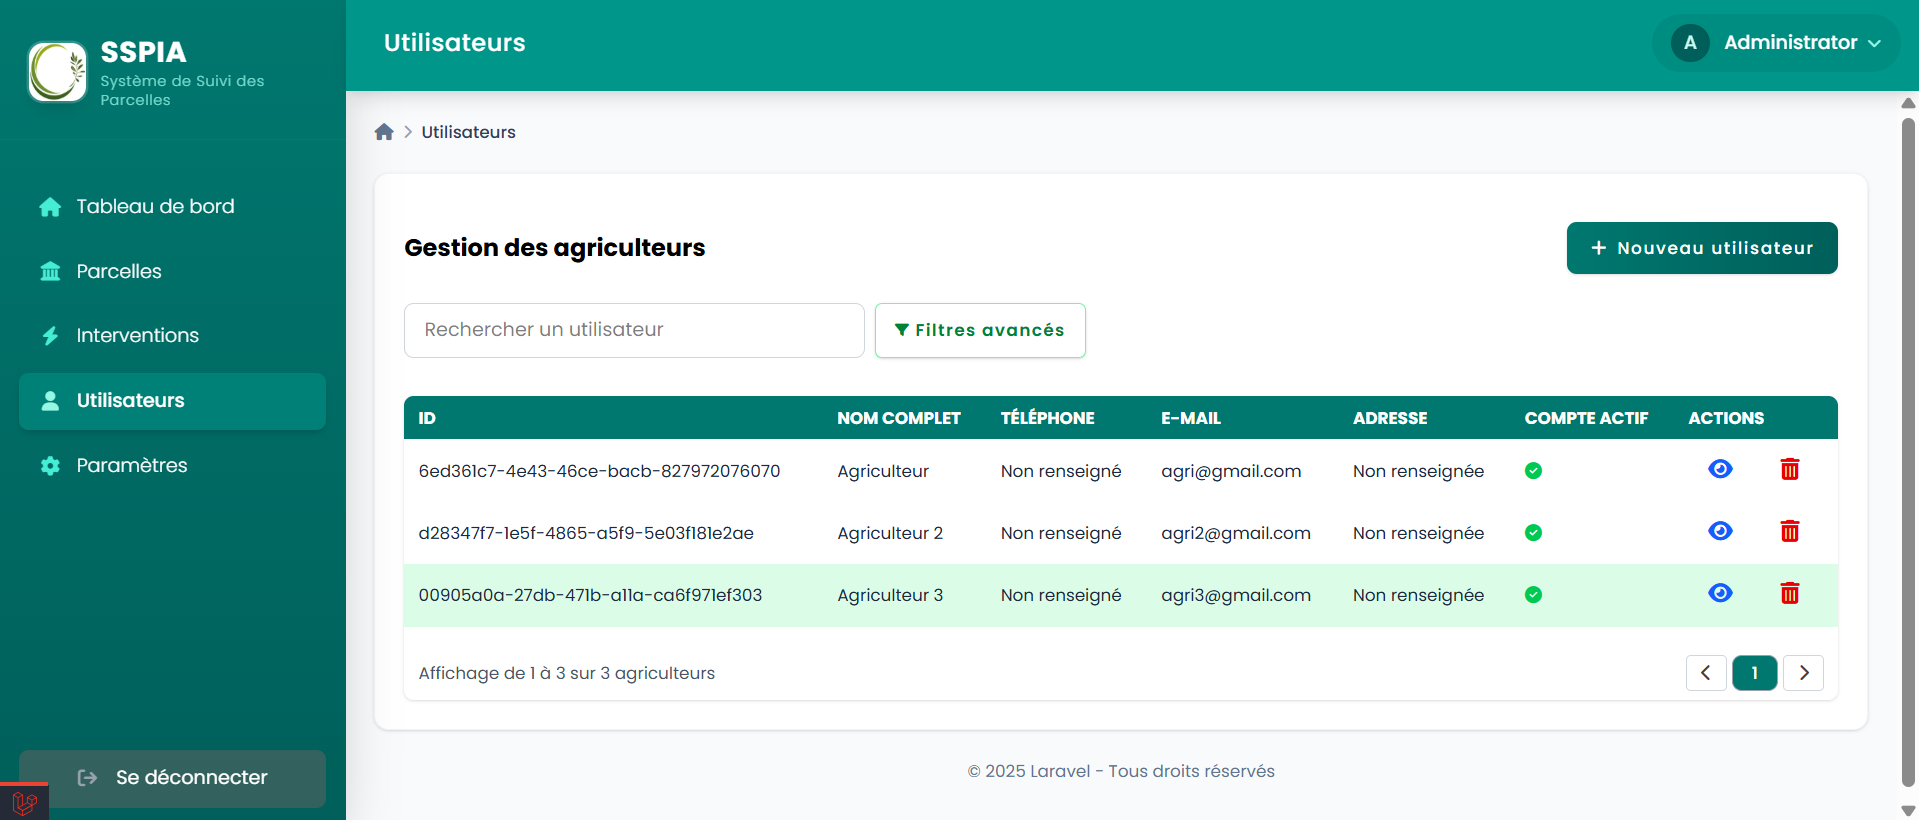 SSPIA
Système de Suivi des
Parcelles
Tableau de bord
Parcelles
Interventions
Utilisateurs
Paramètres
Se déconnecter
Utilisateurs
A Administrator
Utilisateurs
Gestion des agriculteurs
+ Nouveau utilisateur
Rechercher un utilisateur
Filtres avancés
ID NOM COMPLET TÉLÉPHONE E-MAIL ADRESSE COMPTE ACTIF ACTIONS
6ed361c7-4e43-46ce-bacb-827972076070 Agriculteur Non renseigné agri@gmail.com Non renseignée
d28347f7-1e5f-4865-a5f9-5e03f181e2ae Agriculteur 2 Non renseigné agri2@gmail.com Non renseignée
00905a0a-27db-471b-a11a-ca6f971ef303 Agriculteur 3 Non renseigné agri3@gmail.com Non renseignée
Affichage de 1 à 3 sur 3 agriculteurs
1
© 2025 Laravel - Tous droits réservés